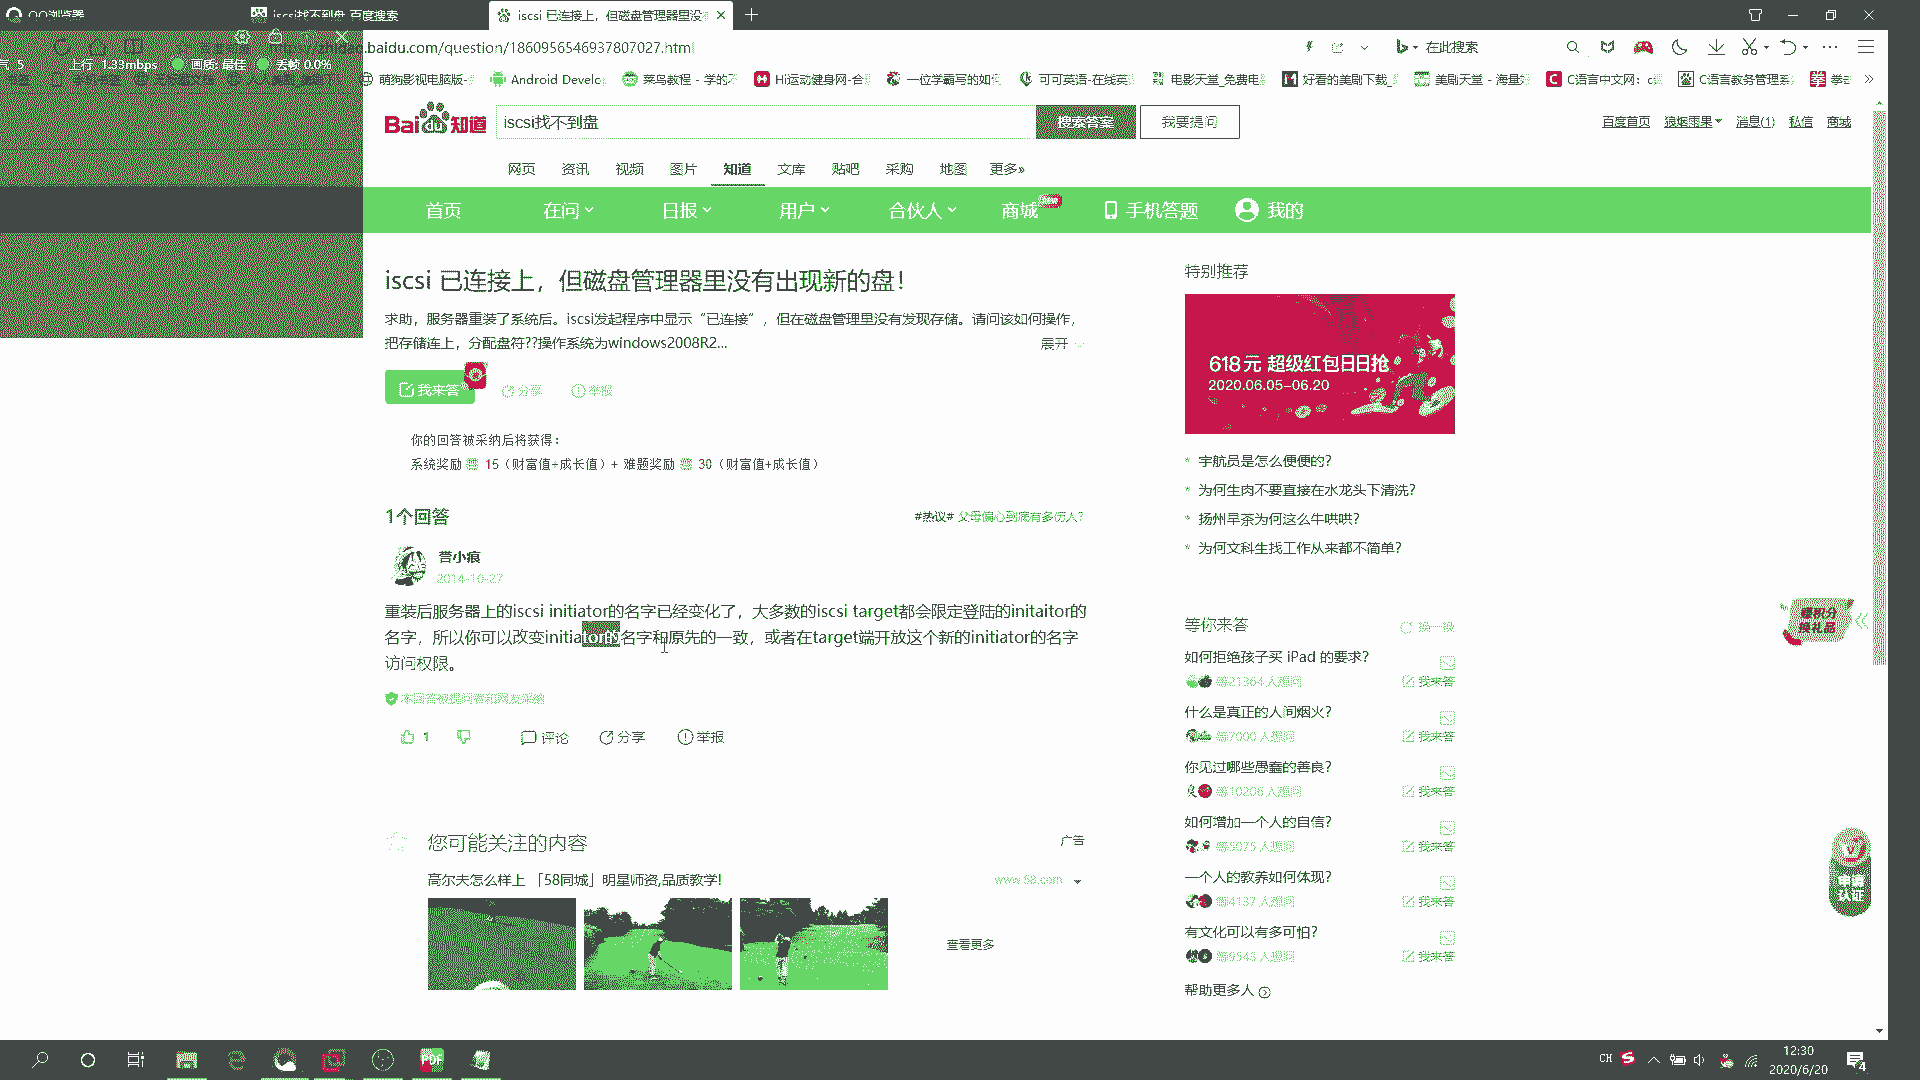 QQ浏览器
iscsi找不到盘_百度搜索
iscsi 已连接上，但磁盘管理器里没
上行 1.33mbps 画质: 最佳 丢帧 0.0%
baidu.com/question/1860956546937807027.html
在此搜索
萌狗影视电脑版-
Android Develo
菜鸟教程 - 学的不
Hi运动健身网-合
一位学霸写的如何
可可英语-在线英
电影天堂_免费电
好看的美剧下载_
美剧天堂 - 海量
C语言中文网：c
C语言教务管理系
Bai du 知道
iscsi找不到盘
搜索答案
我要提问
百度首页
狼烟雨果
消息(1)
私信
商城
网页 资讯 视频 图片 知道 文库 贴吧 采购 地图 更多»
首页 在问 日报 用户 合伙人 商城 new 手机答题 我的
iscsi 已连接上，但磁盘管理器里没有出现新的盘！
求助，服务器重装了系统后。iscsi发起程序中显示“已连接”，但在磁盘管理里没有发现存储。请问该如何操作，
把存储连上，分配盘符??操作系统为windows2008R2...
展开
我来答
分享
举报
你的回答被采纳后将获得：
系统奖励 15（财富值+成长值）+ 难题奖励 30（财富值+成长值）
1个回答
#热议# 父母偏心到底有多伤人？
营小痕
2014-10-27
重装后服务器上的iscsi initiator的名字已经变化了，大多数的iscsi target都会限定登陆的initaitor的
名字，所以你可以改变initiator的名字和原先的一致，或者在target端开放这个新的initiator的名字
访问权限。
本回答被提问者和网友采纳
1
评论
分享
举报
您可能关注的内容
广告
高尔夫怎么样上 「58同城」明星师资,品质教学!
www.58.com
查看更多
特别推荐
618元 超级红包日日抢
2020.06.05-06.20
宇航员是怎么便便的？
为何生肉不要直接在水龙头下清洗？
扬州早茶为何这么牛哄哄？
为何文科生找工作从来都不简单？
等你来答
换一换
如何拒绝孩子买 iPad 的要求？
等21364人想问
我来答
什么是真正的人间烟火？
等7000人想问
我来答
你见过哪些愚蠢的善良？
等10206人想问
我来答
如何增加一个人的自信？
等5075人想问
我来答
一个人的教养如何体现？
等4137人想问
我来答
有文化可以有多可怕？
等9543人想问
我来答
帮助更多人
申请
认证
CH
12:30
2020/6/20
4